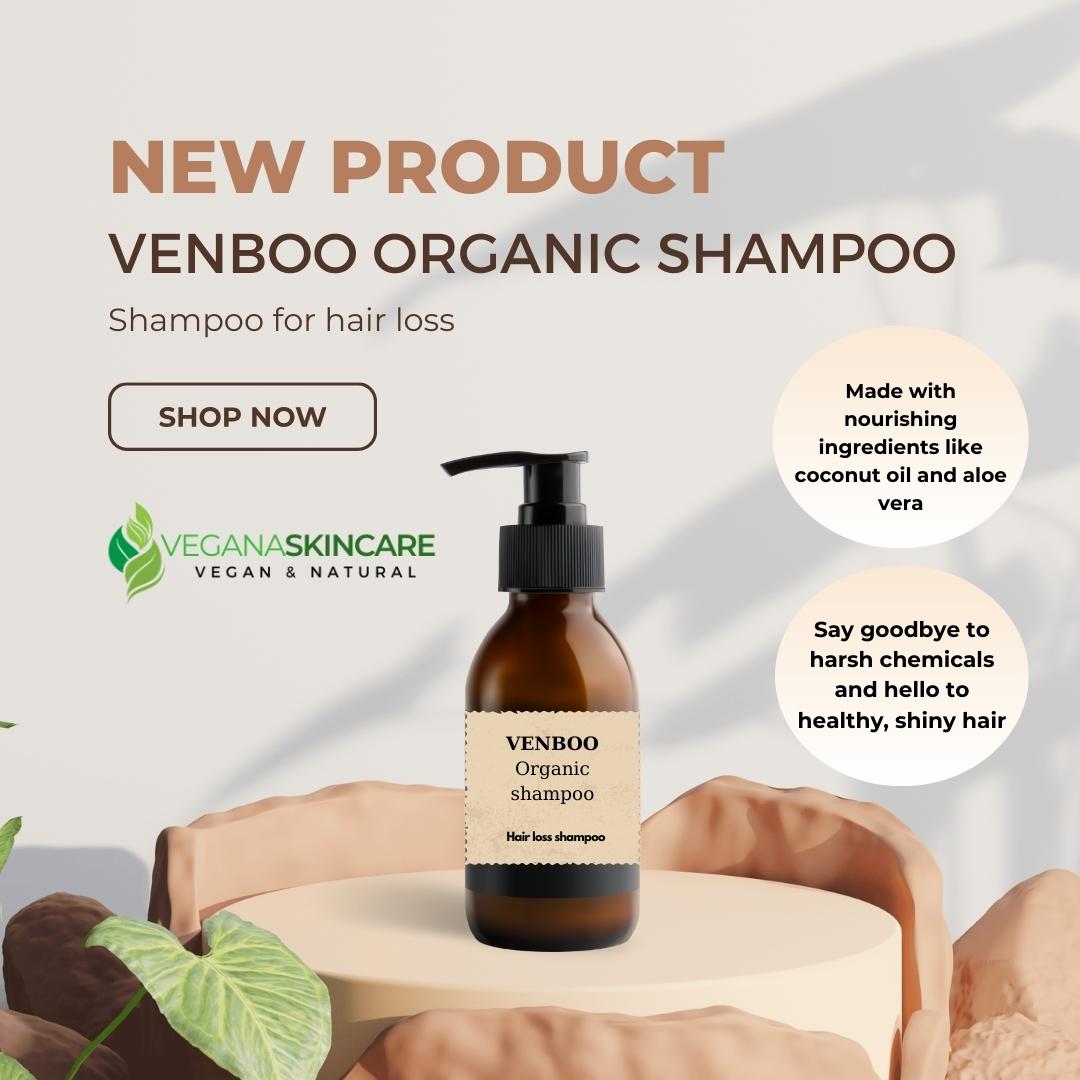 NEW PRODUCT
VENBOO ORGANIC SHAMPOO
Shampoo for hair loss
SHOP NOW
VEGANASKINCARE
VEGAN & NATURAL
Made with
nourishing
ingredients like
coconut oil and aloe
vera
Say goodbye to
harsh chemicals
and hello to
healthy, shiny hair
VENBOO
Organic
shampoo
Hair loss shampoo